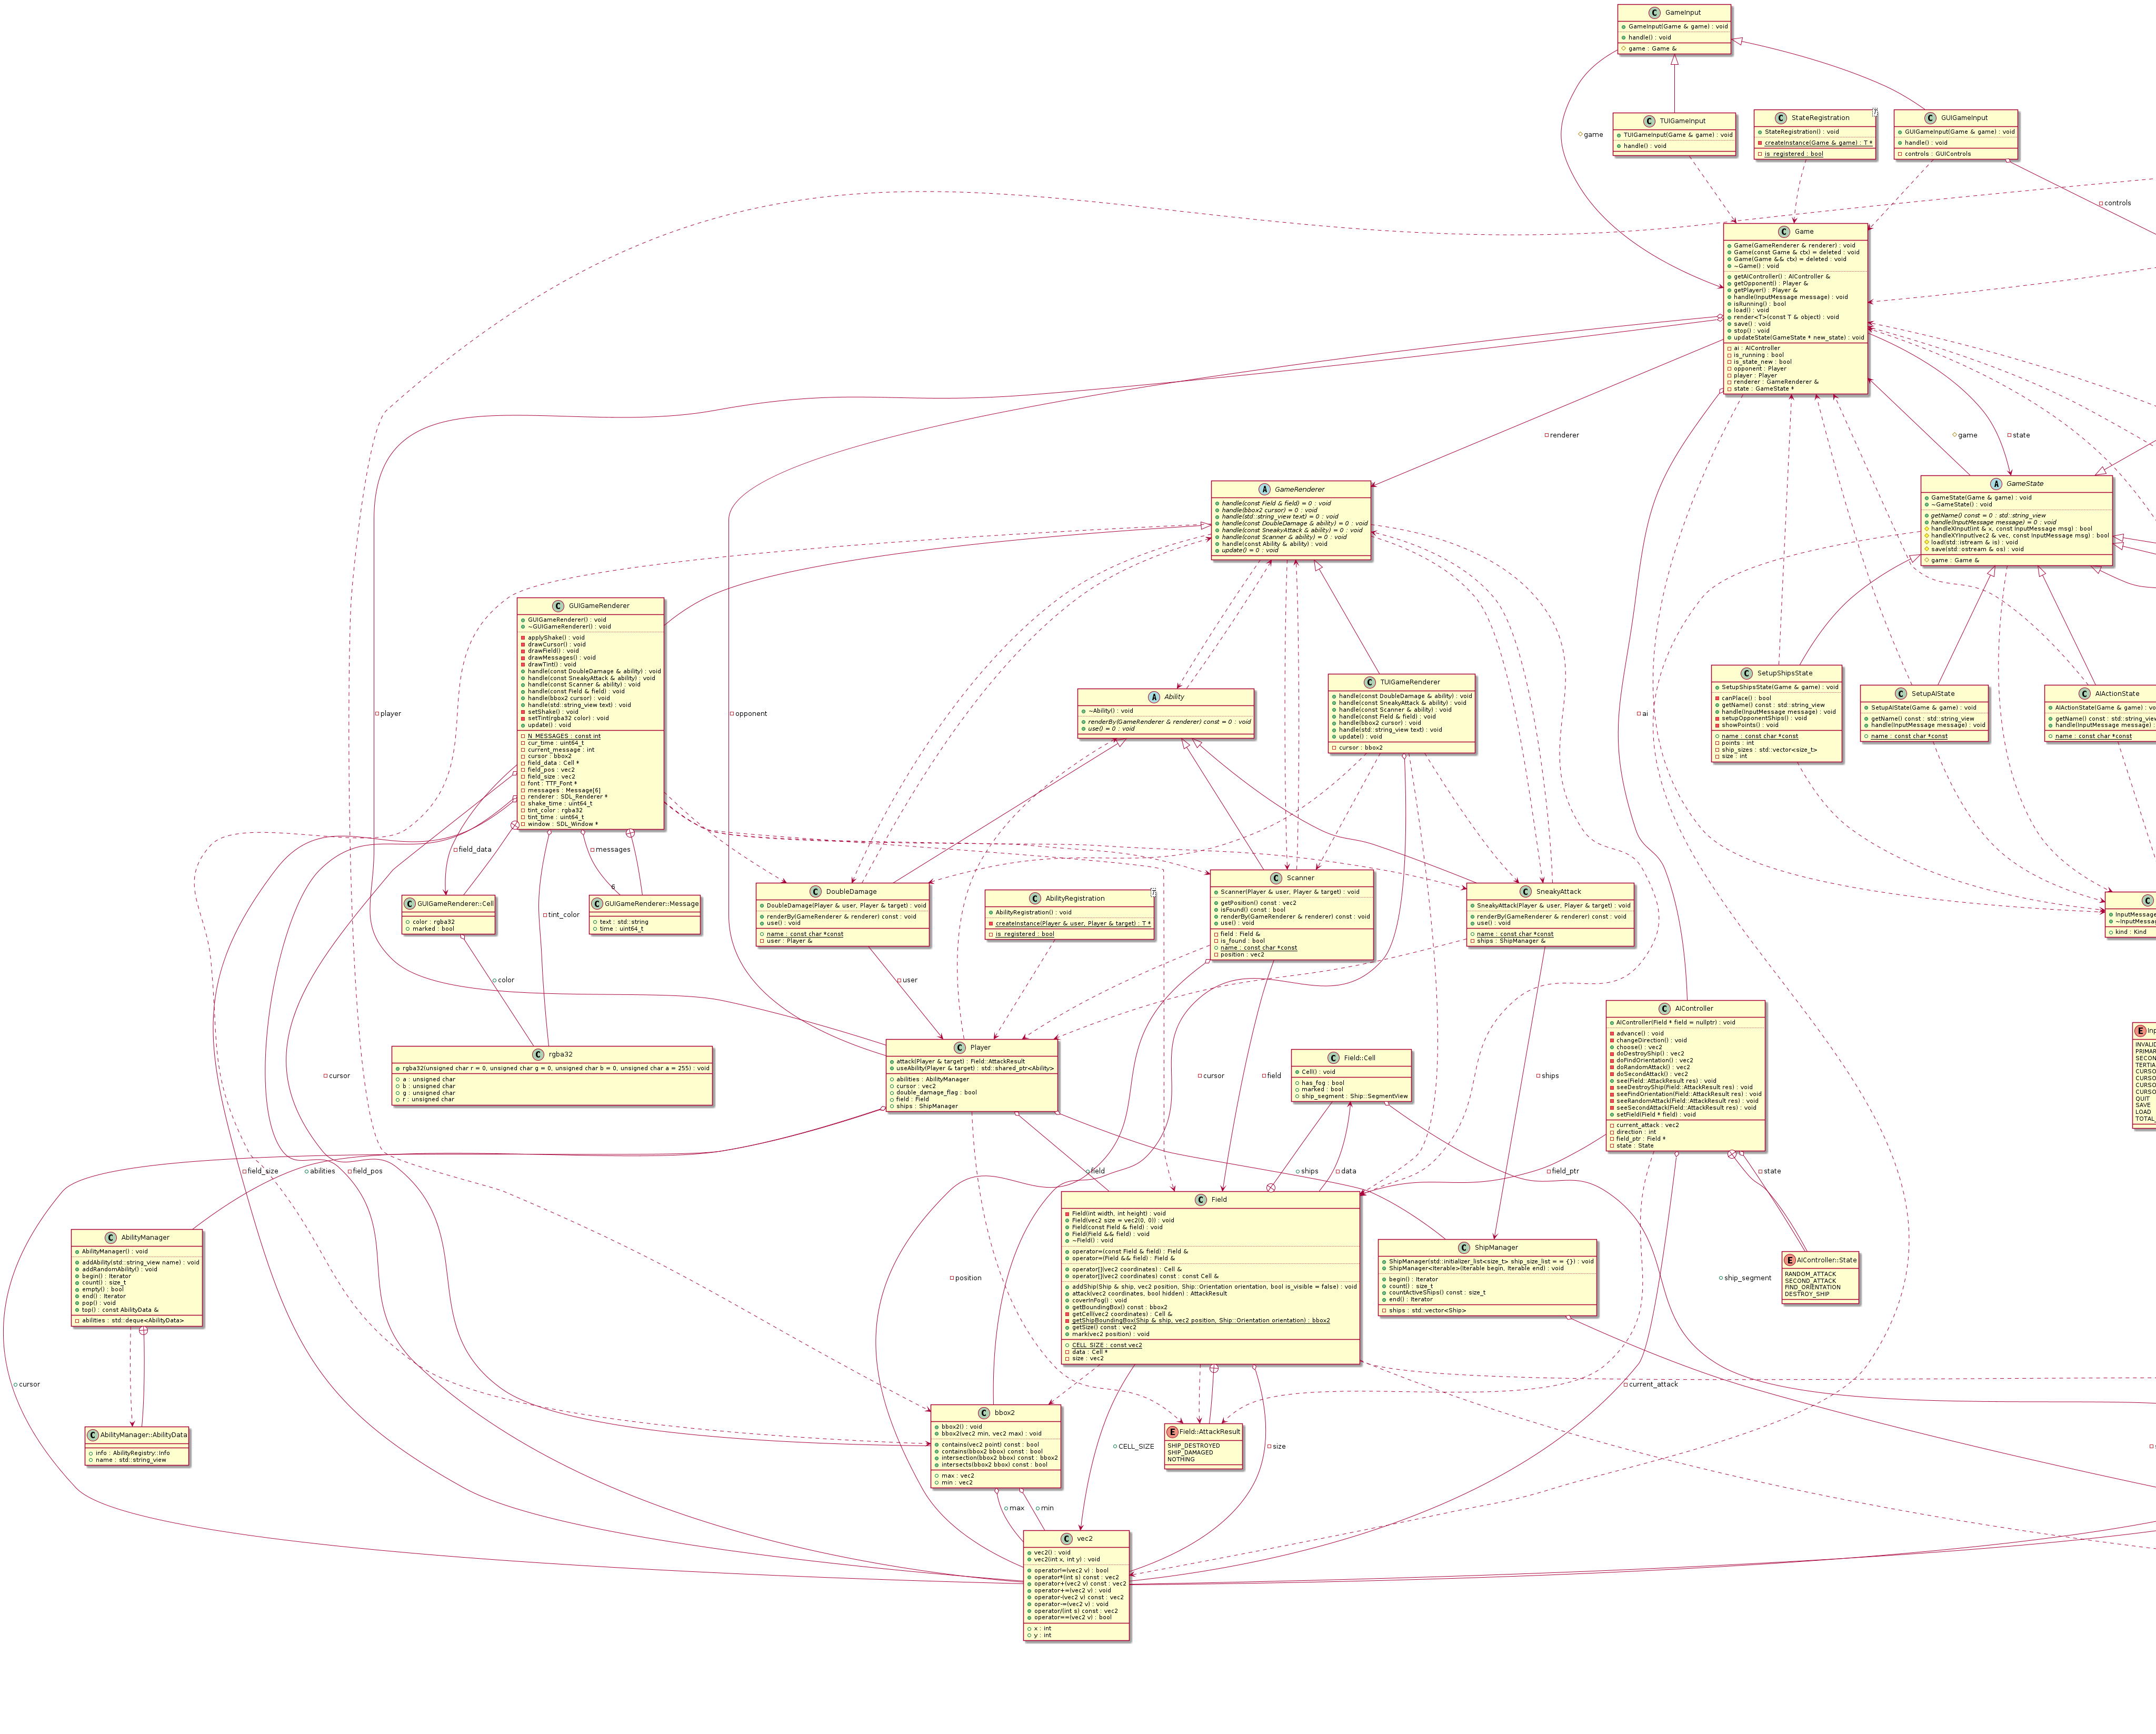 GameInput
GameInput(Game & game) : void
handle() : void
game : Game &
game
TUIGameInput
TUIGameInput(Game & game) : void
handle() : void
StateRegistration
T
StateRegistration() : void
createInstance(Game & game) : T *
is_registered : bool
GUIGameInput
GUIGameInput(Game & game) : void
handle() : void
controls : GUIControls
controls
Game
Game(GameRenderer & renderer) : void
Game(const Game & ctx) = deleted : void
Game(Game && ctx) = deleted : void
~Game() : void
getAIController() : AIController &
getOpponent() : Player &
getPlayer() : Player &
handle(InputMessage message) : void
isRunning() : bool
load() : void
render<T>(const T & object) : void
save() : void
stop() : void
updateState(GameState * new_state) : void
ai : AIController
is_running : bool
is_state_new : bool
opponent : Player
player : Player
renderer : GameRenderer &
state : GameState *
renderer
game
state
GameRenderer
handle(const Field & field) = 0 : void
handle(bbox2 cursor) = 0 : void
handle(std::string_view text) = 0 : void
handle(const DoubleDamage & ability) = 0 : void
handle(const SneakyAttack & ability) = 0 : void
handle(const Scanner & ability) = 0 : void
handle(const Ability & ability) : void
update() = 0 : void
GameState
GameState(Game & game) : void
~GameState() : void
getName() const = 0 : std::string_view
handle(InputMessage message) = 0 : void
handleXInput(int & x, const InputMessage msg) : bool
handleXYInput(vec2 & vec, const InputMessage msg) : bool
load(std::istream & is) : void
save(std::ostream & os) : void
game : Game &
GUIGameRenderer
GUIGameRenderer() : void
~GUIGameRenderer() : void
applyShake() : void
drawCursor() : void
drawField() : void
drawMessages() : void
drawTint() : void
handle(const DoubleDamage & ability) : void
handle(const SneakyAttack & ability) : void
handle(const Scanner & ability) : void
handle(const Field & field) : void
handle(bbox2 cursor) : void
handle(std::string_view text) : void
setShake() : void
setTint(rgba32 color) : void
update() : void
N_MESSAGES : const int
cur_time : uint64_t
current_message : int
cursor : bbox2
field_data : Cell *
field_pos : vec2
field_size : vec2
font : TTF_Font *
messages : Message[6]
renderer : SDL_Renderer *
shake_time : uint64_t
tint_color : rgba32
tint_time : uint64_t
window : SDL_Window *
player
opponent
ai
Ability
~Ability() : void
renderBy(GameRenderer & renderer) const = 0 : void
use() = 0 : void
TUIGameRenderer
handle(const DoubleDamage & ability) : void
handle(const SneakyAttack & ability) : void
handle(const Scanner & ability) : void
handle(const Field & field) : void
handle(bbox2 cursor) : void
handle(std::string_view text) : void
update() : void
cursor : bbox2
SetupShipsState
SetupShipsState(Game & game) : void
canPlace() : bool
getName() const : std::string_view
handle(InputMessage message) : void
setupOpponentShips() : void
showPoints() : void
name : const char *const
points : int
ship_sizes : std::vector<size_t>
size : int
SetupAIState
SetupAIState(Game & game) : void
getName() const : std::string_view
handle(InputMessage message) : void
name : const char *const
AIActionState
AIActionState(Game & game) : void
getName() const : std::string_view
handle(InputMessage message) :
name : const char *const
field_data
messages
6
GUIGameRenderer::Cell
color : rgba32
marked : bool
tint_color
GUIGameRenderer::Message
text : std::string
time : uint64_t
DoubleDamage
DoubleDamage(Player & user, Player & target) : void
renderBy(GameRenderer & renderer) const : void
use() : void
name : const char *const
user : Player &
AbilityRegistration
T
AbilityRegistration() : void
createInstance(Player & user, Player & target) : T *
is_registered : bool
Scanner
Scanner(Player & user, Player & target) : void
getPosition() const : vec2
isFound() const : bool
renderBy(GameRenderer & renderer) const : void
use() : void
field : Field &
is_found : bool
name : const char *const
position : vec2
SneakyAttack
SneakyAttack(Player & user, Player & target) : void
renderBy(GameRenderer & renderer) const : void
use() : void
name : const char *const
ships : ShipManager &
InputMessage
~InputMessag
kind : Kind
color
user
AIController
AIController(Field * field = nullptr) : void
advance() : void
changeDirection() : void
choose() : vec2
doDestroyShip() : vec2
doFindOrientation() : vec2
doRandomAttack() : vec2
doSecondAttack() : vec2
see(Field::AttackResult res) : void
seeDestroyShip(Field::AttackResult res) : void
seeFindOrientation(Field::AttackResult res) : void
seeRandomAttack(Field::AttackResult res) : void
seeSecondAttack(Field::AttackResult res) : void
setField(Field * field) : void
current_attack : vec2
direction : int
field_ptr : Field *
state : State
rgba32
rgba32(unsigned char r = 0, unsigned char g = 0, unsigned char b = 0, unsigned char a = 255) : void
a : unsigned char
b : unsigned char
g : unsigned char
r : unsigned char
Player
attack(Player & target) : Field::AttackResult
useAbility(Player & target) : std::shared_ptr<Ability>
abilities : AbilityManager
cursor : vec2
double_damage_flag : bool
field : Field
ships : ShipManager
Field::Cell
Cell() : void
has_fog : bool
marked : bool
ship_segment : Ship::SegmentView
Inp
INVALID
PRIMAR
SECON
TERTIA
CURSO
CURSO
CURSO
CURSO
QUIT
SAVE
LOAD
TOTAL_
cursor
cursor
field
ships
field_size
abilities
field_pos
field
ships
data
field_ptr
state
AbilityManager
AbilityManager() : void
addAbility(std::string_view name) : void
addRandomAbility() : void
begin() : Iterator
count() : size_t
empty() : bool
end() : Iterator
pop() : void
top() : const AbilityData &
abilities : std::deque<AbilityData>
Field
Field(int width, int height) : void
Field(vec2 size = vec2(0, 0)) : void
Field(const Field & field) : void
Field(Field && field) : void
~Field() : void
operator=(const Field & field) : Field &
operator=(Field && field) : Field &
operator[](vec2 coordinates) : Cell &
operator[](vec2 coordinates) const : const Cell &
addShip(Ship & ship, vec2 position, Ship::Orientation orientation, bool is_visible = false) : void
attack(vec2 coordinates, bool hidden) : AttackResult
coverInFog() : void
getBoundingBox() const : bbox2
getCell(vec2 coordinates) : Cell &
getShipBoundingBox(Ship & ship, vec2 position, Ship::Orientation orientation) : bbox2
getSize() const : vec2
mark(vec2 position) : void
CELL_SIZE : const vec2
data : Cell *
size : vec2
ShipManager
ShipManager(std::initializer_list<size_t> ship_size_list = = {}) : void
ShipManager<Iterable>(Iterable begin, Iterable end) : void
begin() : Iterator
count() : size_t
countActiveShips() const : size_t
end() : Iterator
ships : std::vector<Ship>
position
ship_segment
AIController::State
RANDOM_ATTACK
SECOND_ATTACK
FIND_ORIENTATION
DESTROY_SHIP
cursor
current_attack
AbilityManager::AbilityData
info : AbilityRegistry::Info
name : std::string_view
bbox2
bbox2() : void
bbox2(vec2 min, vec2 max) : void
contains(vec2 point) const : bool
contains(bbox2 bbox) const : bool
intersection(bbox2 bbox) const : bbox2
intersects(bbox2 bbox) const : bool
max : vec2
min : vec2
CELL_SIZE
Field::AttackResult
SHIP_DESTROYED
SHIP_DAMAGED
NOTHING
size
max
min
vec2
vec2() : void
vec2(int x, int y) : void
operator!=(vec2 v) : bool
operator*(int s) const : vec2
operator+(vec2 v) const : vec2
operator+=(vec2 v) : void
operator-(vec2 v) const : vec2
operator-=(vec2 v) : void
operator/(int s) const : vec2
operator==(vec2 v) : bool
x : int
y : int